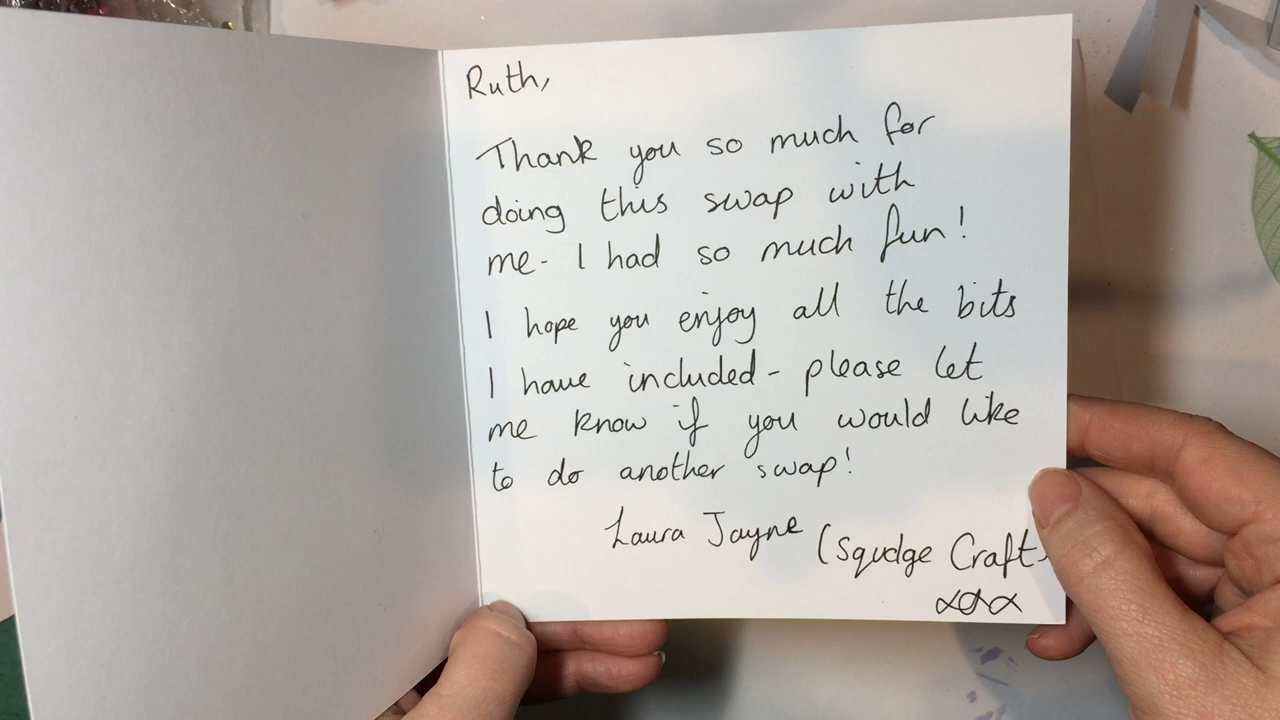 Ruth,
Thank you so much for
doing this swap with
me - I had so much fun!
I hope you enjoy all the bits
I have included - please let
me know if you would like
to do another swap!
Laura Jayne (Squdge Craft
xoxox